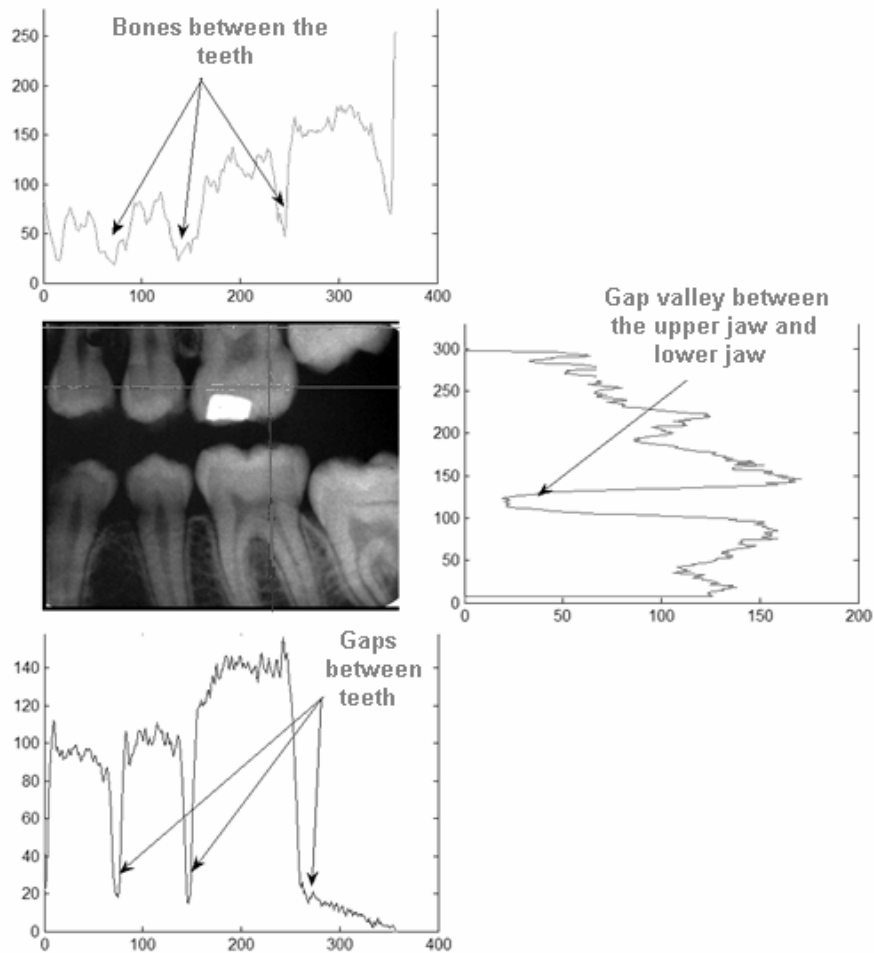 Bones between the
teeth
250
200
150
100
50
0
0 100 200 300 400
Gap valley between
the upper jaw and
lower jaw
300
250
200
150
100
50
0
0 50 100 150 200
Gaps
between
teeth
140
120
100
80
60
40
20
0
0 100 200 300 400